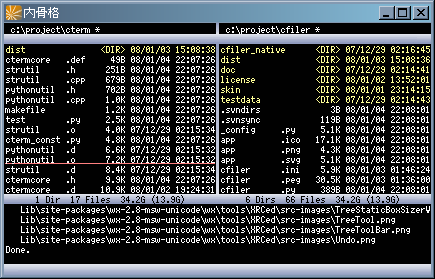 内骨格
c:\project\cterm *
dist <DIR> 08/01/03 15:08:38
ctermcore .def 49B 08/01/04 22:07:26
strutil .h 251B 08/01/04 22:07:26
strutil .cpp 679B 08/01/04 22:07:26
pythonutil .h 702B 08/01/04 22:07:26
pythonutil .cpp 1.0K 08/01/04 22:07:26
makefile 1.2K 08/01/04 22:07:26
test .py 2.5K 08/01/04 22:07:26
strutil .o 4.0K 07/12/29 02:15:34
cterm_const .py 4.8K 08/01/04 22:07:26
pythonutil .d 6.6K 07/12/29 02:15:32
pythonutil .o 7.2K 07/12/29 02:15:32
strutil .d 8.4K 07/12/29 02:15:34
ctermcore .h 9.9K 08/01/04 22:07:26
ctermcore .d 10.9K 08/01/02 19:24:31
1 Dir 17 Files 34.2G (13.9G)
c:\project\cfiler *
cfiler_native <DIR> 07/12/29 02:16:45
dist <DIR> 08/01/03 15:08:41
doc <DIR> 07/12/29 02:14:41
license <DIR> 08/01/02 13:52:01
skin <DIR> 08/01/01 23:14:15
testdata <DIR> 07/12/29 02:14:43
.svndirs 3B 08/01/04 22:08:01
.svnsync 119B 08/01/04 22:08:01
_config .py 5.1K 08/01/04 22:08:01
app .ico 17.1K 08/01/04 22:08:01
app .png 4.3K 08/01/04 22:08:01
app .svg 5.1K 08/01/04 22:08:01
cfiler .ini 5.9K 08/01/03 01:46:24
cfiler .peg 30.5K 08/01/03 01:36:00
cfiler .py 389B 08/01/04 22:08:01
6 Dirs 66 Files 34.2G (13.9G)
Lib\site-packages\wx-2.8-msw-unicode\wx\tools\XRCed\src-images\TreeStaticBoxSizerV
Lib\site-packages\wx-2.8-msw-unicode\wx\tools\XRCed\src-images\TreeTool.png
Lib\site-packages\wx-2.8-msw-unicode\wx\tools\XRCed\src-images\TreeToolBar.png
Lib\site-packages\wx-2.8-msw-unicode\wx\tools\XRCed\src-images\Undo.png
Done.